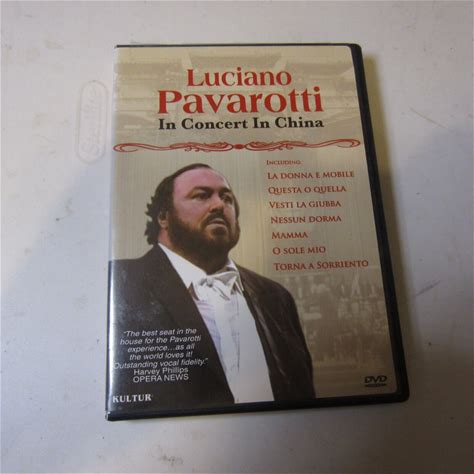 Luciano
Pavarotti
In Concert In China
Including
La donna e mobile
Questa o quella
Vesti la giubba
Nessun dorma
Mamma
O sole mio
Torna a Sorriento
"The best seat in the
house for the Pavarotti
experience...as all
the world loves it!
Outstanding vocal fidelity."
Harvey Phillips
OPERA NEWS
KULTUR
DVD